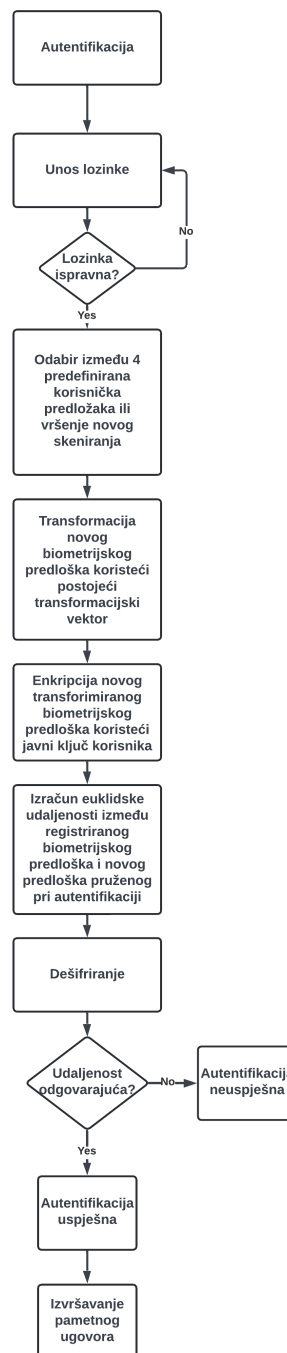 Autentifikacija
Unos lozinke
No
Lozinka
ispravna?
Yes
Odabir između 4
predefinirana
korisnička
predložaka ili
vršenje novog
skeniranja
Transformacija
novog
biometrijskog
predloška koristeći
postojeći
transformacijski
vektor
Enkripcija novog
transforimiranog
biometrijskog
predloška koristeći
javni ključ korisnika
Izračun euklidske
udaljenosti između
registriranog
biometrijskog
predloška i novog
predloška pruženog
pri autentifikaciji
Dešifriranje
Udaljenost
odgovarajuća?
No
Autentifikacija
neuspješna
Yes
Autentifikacija
uspješna
Izvršavanje
pametnog
ugovora